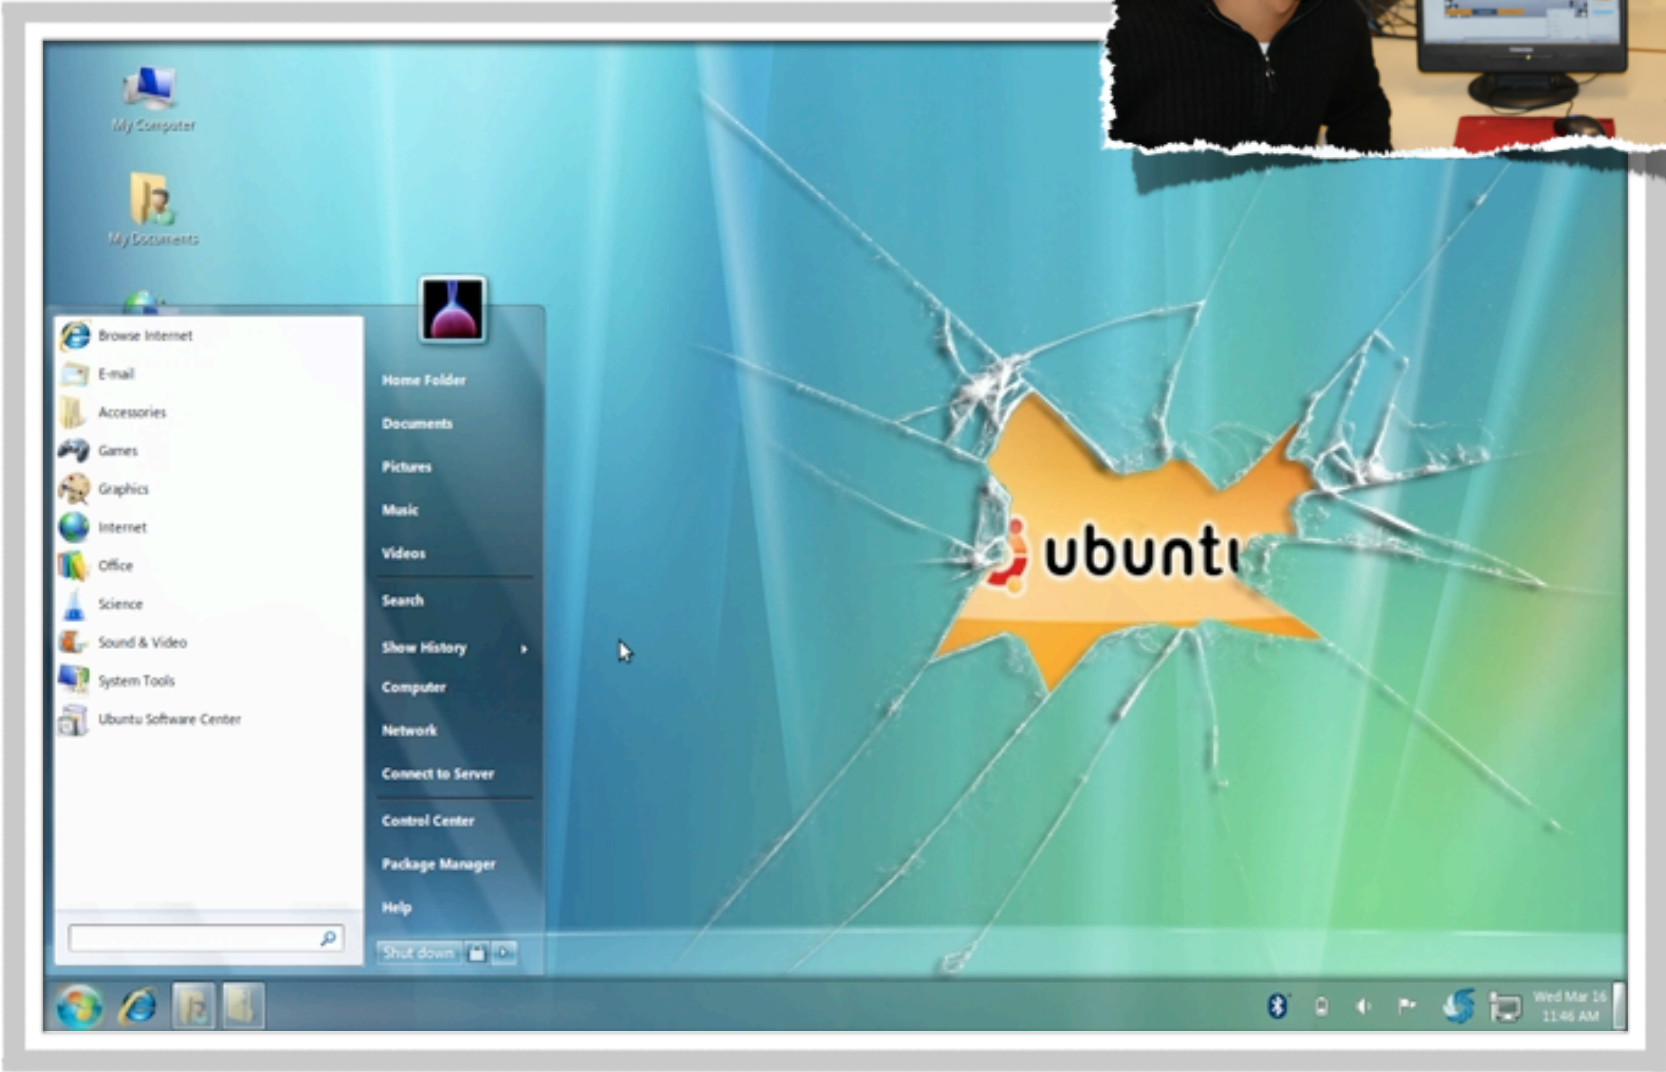 My Computer
My Documents
Browse Internet
E-mail
Accessories
Games
Graphics
Internet
Office
Science
Sound & Video
System Tools
Ubuntu Software Center
Home Folder
Documents
Pictures
Music
Videos
Search
Show History
Computer
Network
Connect to Server
Control Center
Package Manager
Help
Shut down
ubuntu
Wed Mar 16
11:46 AM